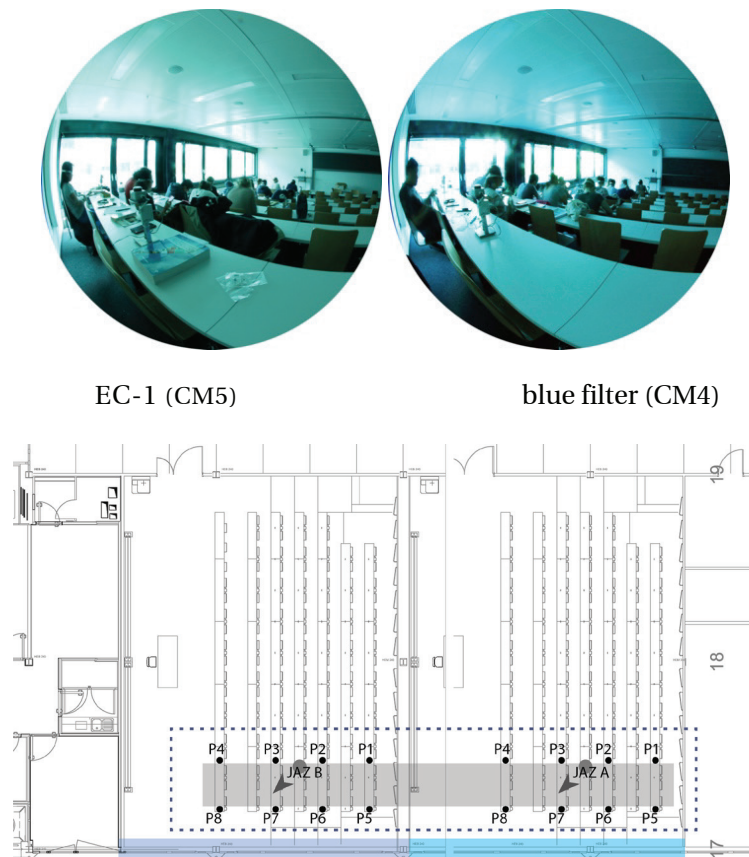 EC-1 (CM5)
blue filter (CM4)
19
18
P4 P3 P2 P1 P4 P3 P2 P1
JAZ B JAZ A
P8 P7 P6 P5 P8 P7 P6 P5
17